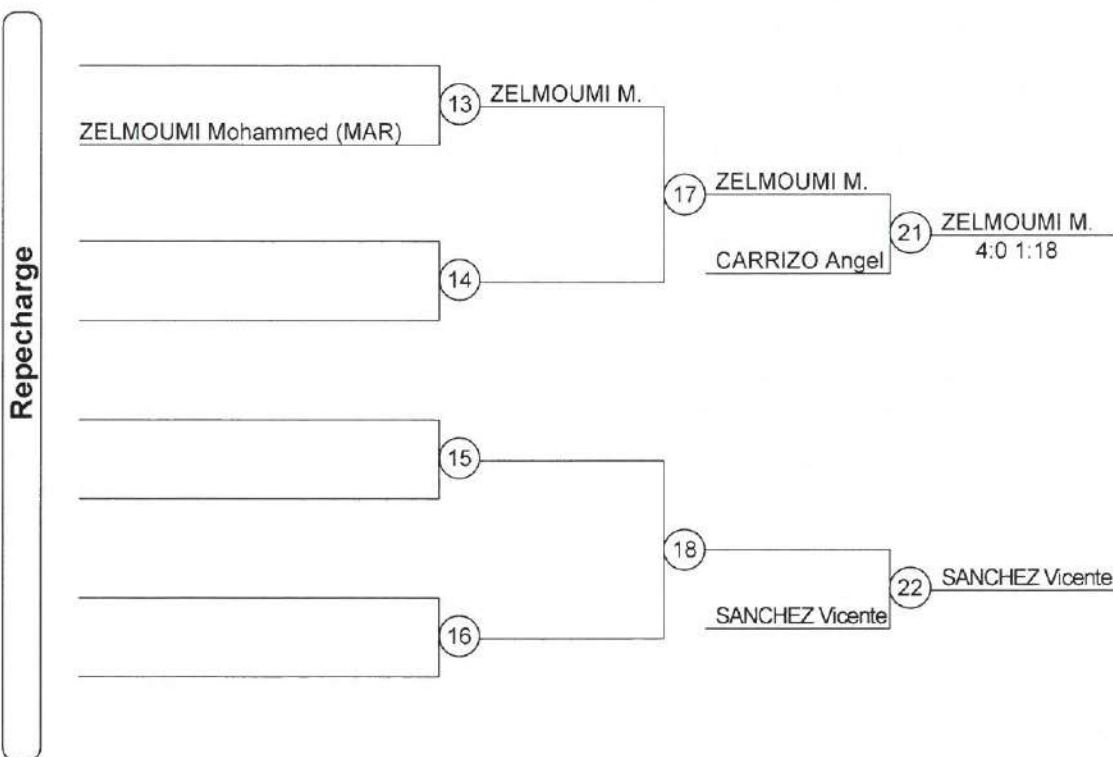 Repecharge
ZELMOUMI Mohammed (MAR)
13
ZELMOUMI M.
14
17
ZELMOUMI M.
CARRIZO Angel
21
ZELMOUMI M.
4:0 1:18
15
16
18
SANCHEZ Vicente
22
SANCHEZ Vicente